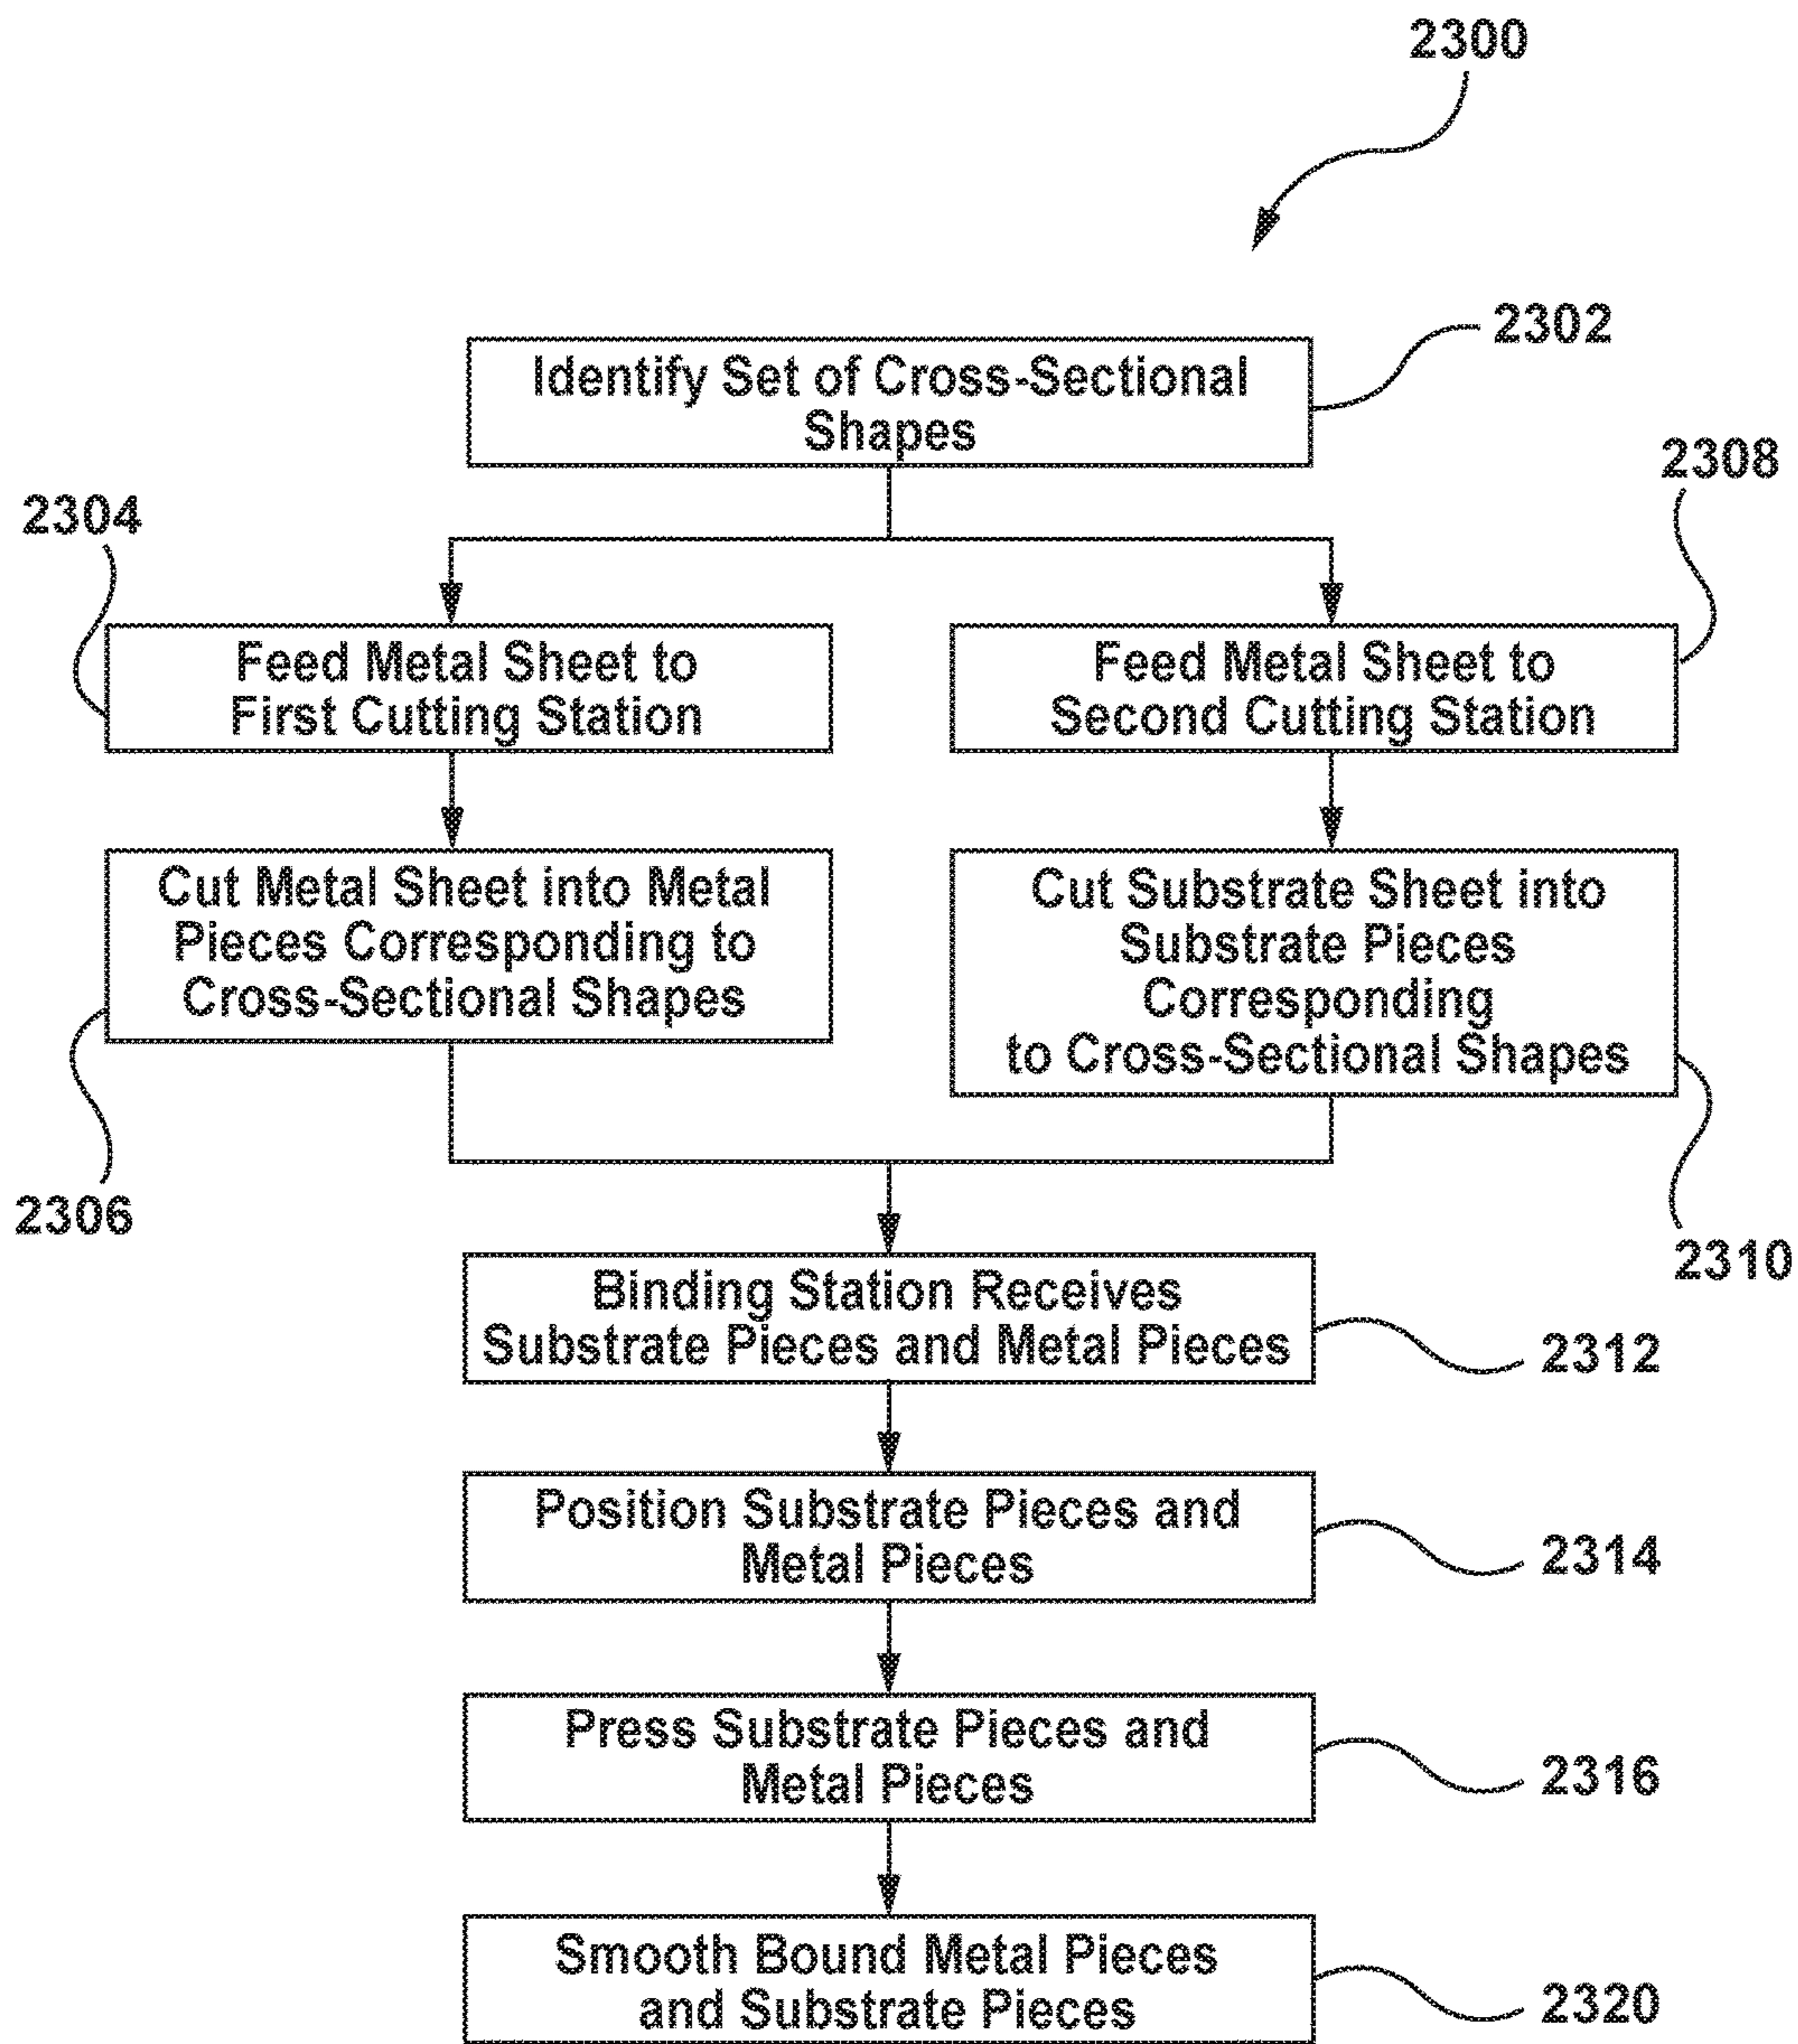 2300
2302
Identify Set of Cross-Sectional
Shapes
2304
2308
Feed Metal Sheet to
First Cutting Station
Feed Metal Sheet to
Second Cutting Station
Cut Metal Sheet into Metal
Pieces Corresponding to
Cross-Sectional Shapes
Cut Substrate Sheet into
Substrate Pieces
Corresponding
to Cross-Sectional Shapes
2306
2310
Binding Station Receives
Substrate Pieces and Metal Pieces
2312
Position Substrate Pieces and
Metal Pieces
2314
Press Substrate Pieces and
Metal Pieces
2316
Smooth Bound Metal Pieces
and Substrate Pieces
2320